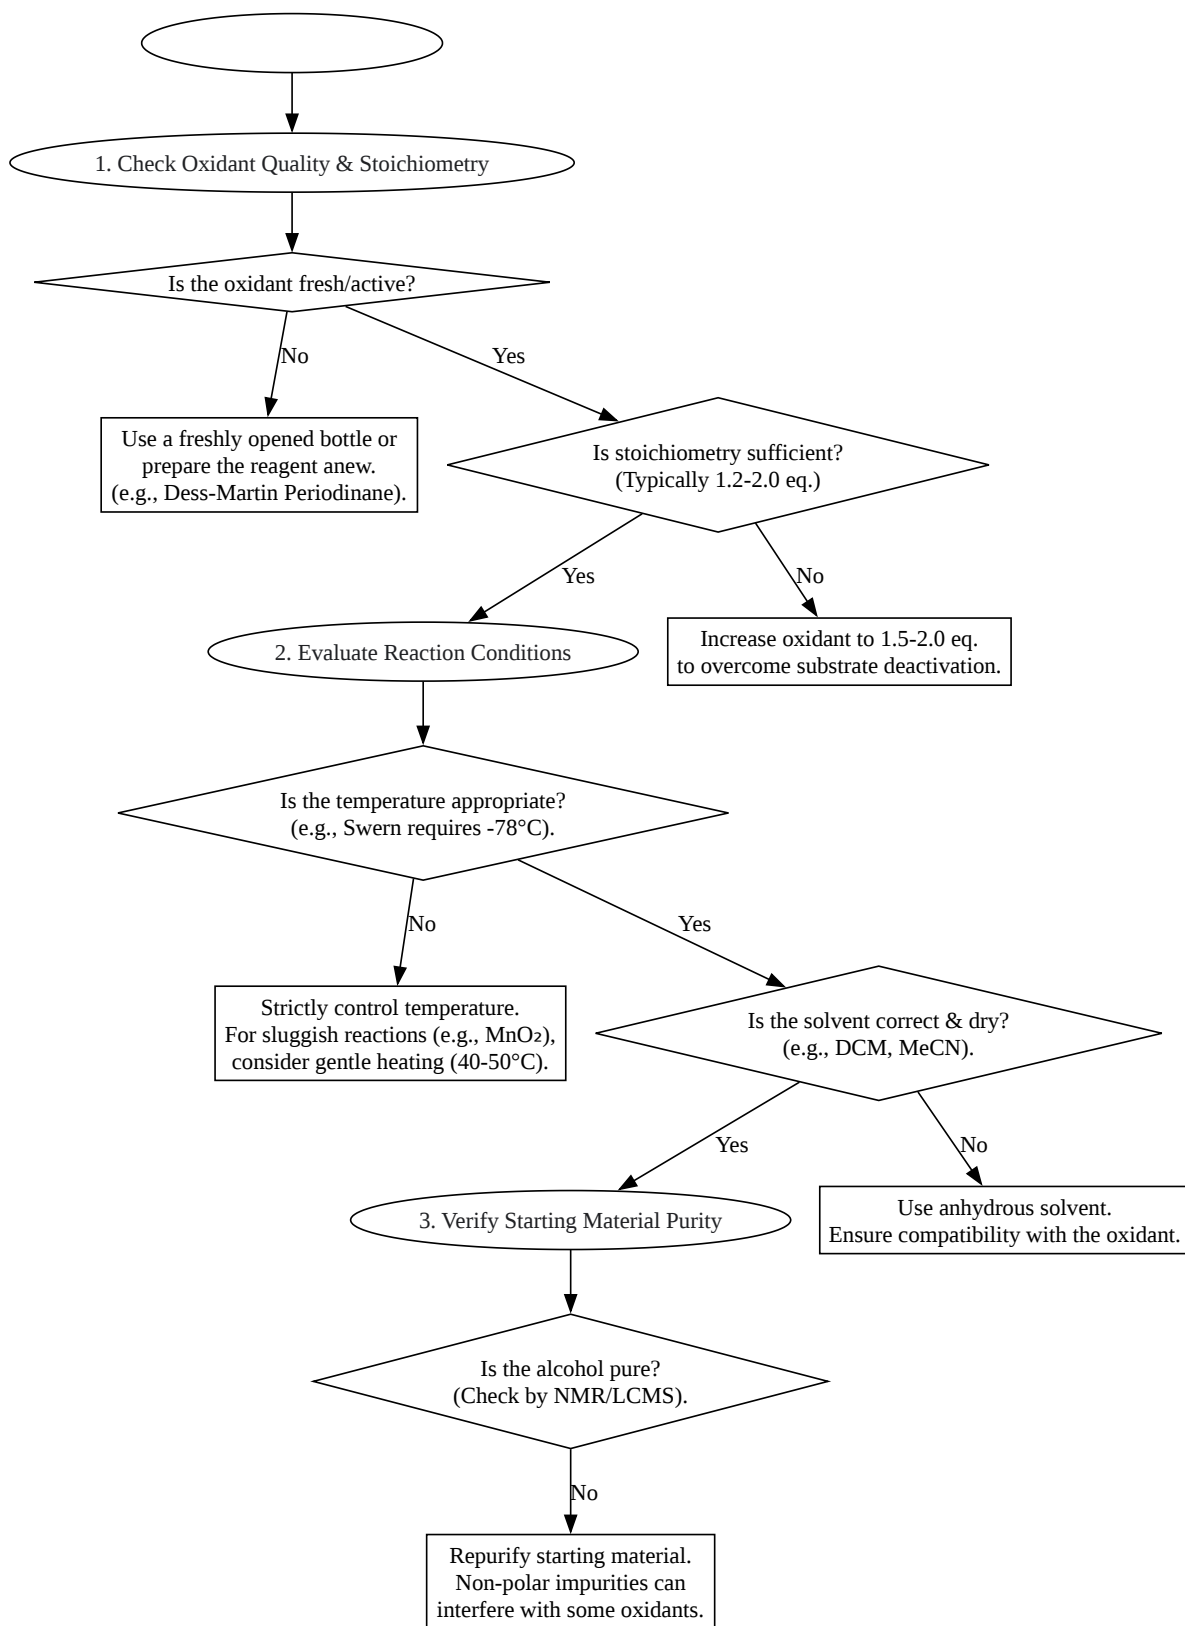 1. Check Oxidant Quality & Stoichiometry
Is the oxidant fresh/active?
No
Yes
Use a freshly opened bottle or
prepare the reagent anew.
(e.g., Dess-Martin Periodinane).
Is stoichiometry sufficient?
(Typically 1.2-2.0 eq.)
Yes
No
2. Evaluate Reaction Conditions
Increase oxidant to 1.5-2.0 eq.
to overcome substrate deactivation.
Is the temperature appropriate?
(e.g., Swern requires -78°C).
No
Yes
Strictly control temperature.
For sluggish reactions (e.g., MnO₂),
consider gentle heating (40-50°C).
Is the solvent correct & dry?
(e.g., DCM, MeCN).
Yes
No
3. Verify Starting Material Purity
Use anhydrous solvent.
Ensure compatibility with the oxidant.
Is the alcohol pure?
(Check by NMR/LCMS).
No
Repurify starting material.
Non-polar impurities can
interfere with some oxidants.